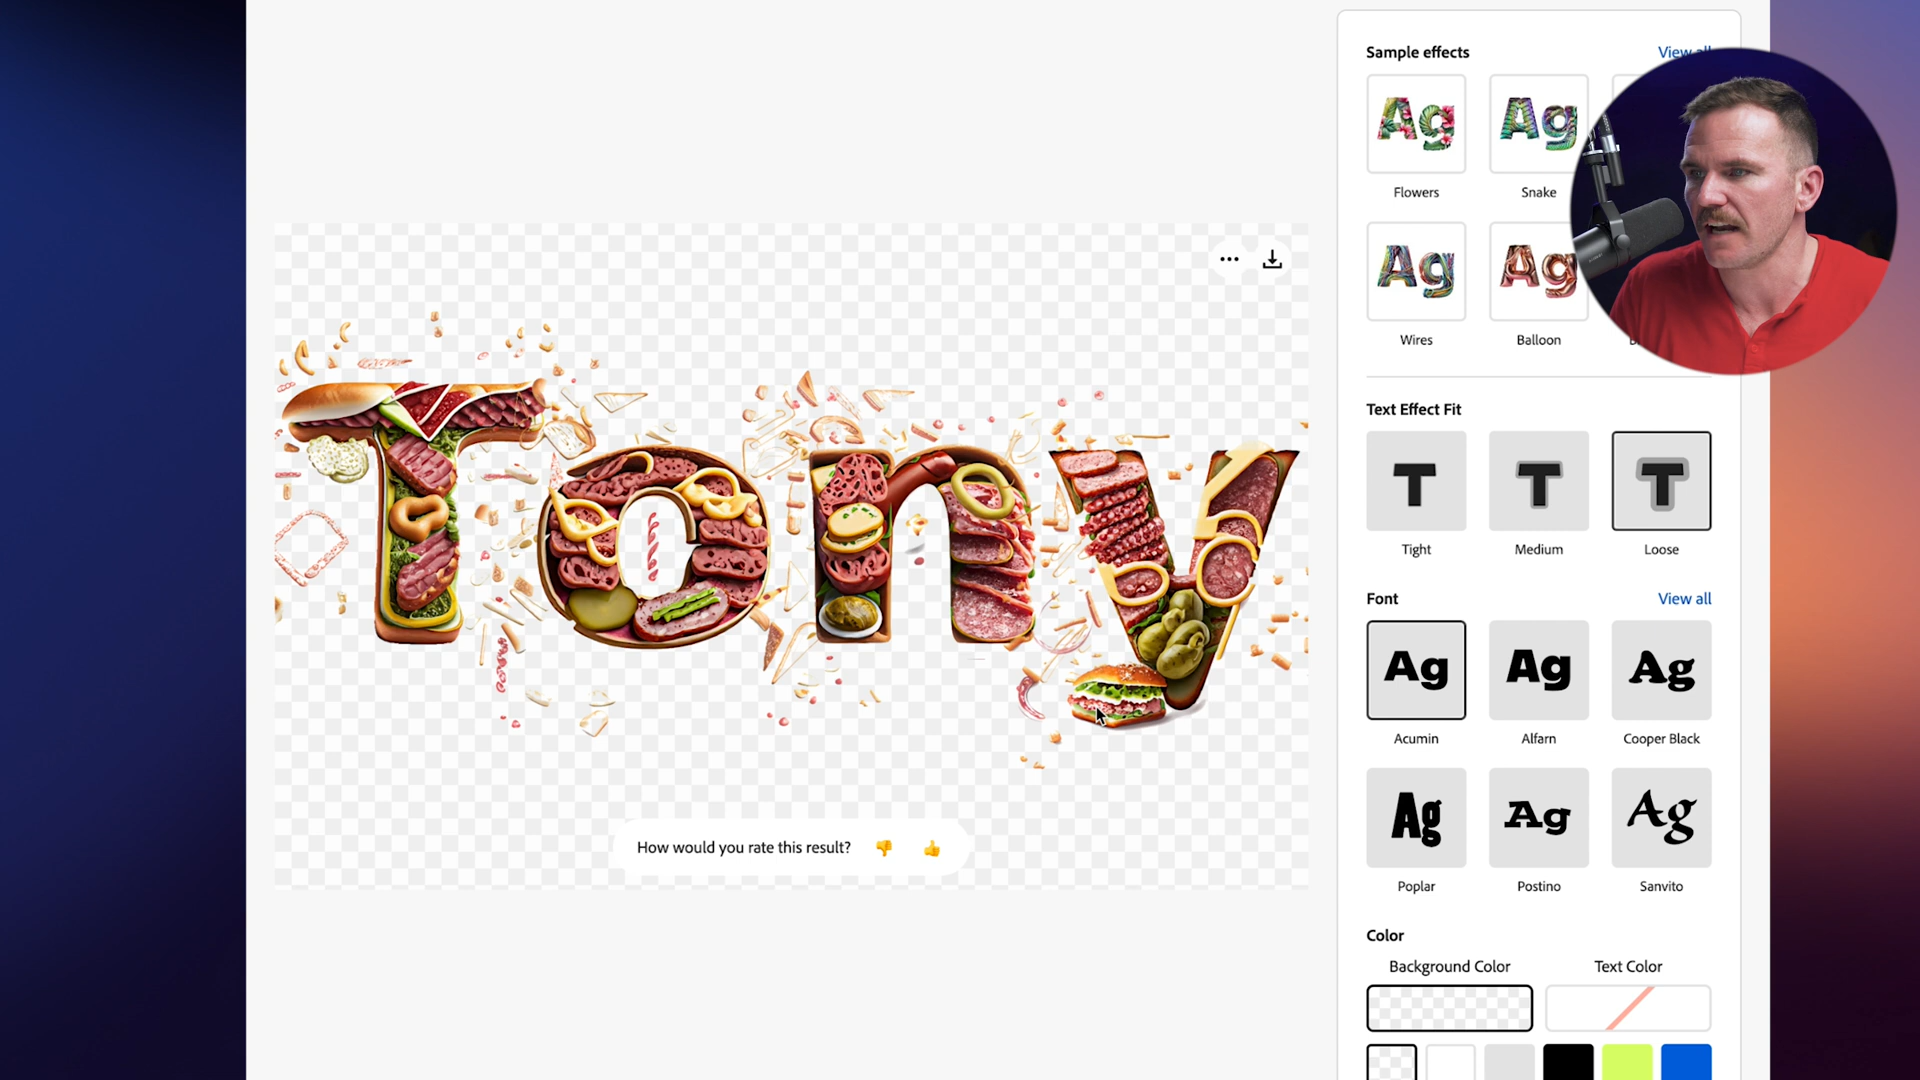 Sample effects
View all
Ag
Ag
Flowers
Snake
Ag
Ag
Wires
Balloon
Tony
Text Effect Fit
T
T
T
Tight
Medium
Loose
Font
View all
Ag
Ag
Ag
Acumin
Alfarn
Cooper Black
Ag
Ag
Ag
Poplar
Postino
Sanvito
How would you rate this result?
Color
Background Color
Text Color